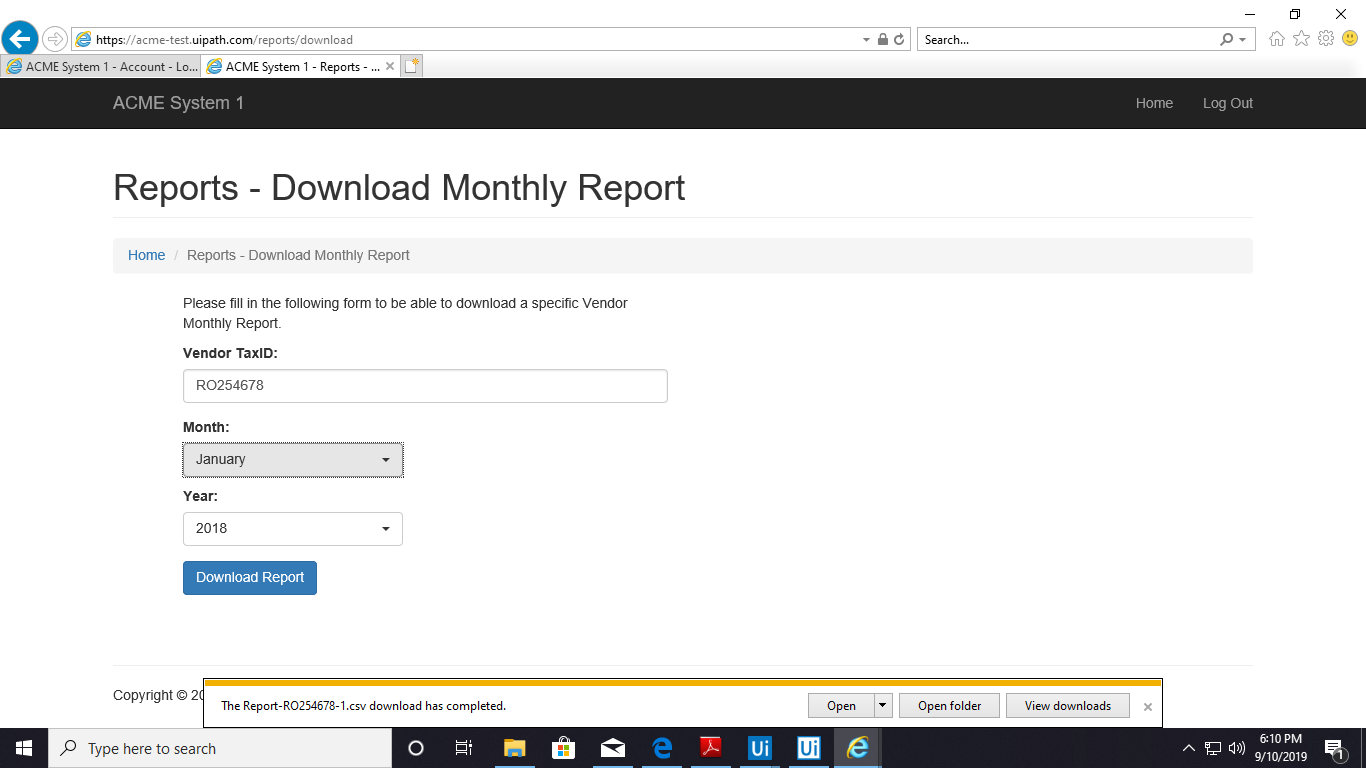 https://acme-test.uipath.com/reports/download
Search...
ACME System 1 - Account - Lo...
ACME System 1 - Reports - ...
ACME System 1
Home
Log Out
Reports - Download Monthly Report
Home / Reports - Download Monthly Report
Please fill in the following form to be able to download a specific Vendor
Monthly Report.
Vendor TaxID:
RO254678
Month:
January
Year:
2018
Download Report
Copyright © 20
The Report-RO254678-1.csv download has completed.
Open
Open folder
View downloads
Type here to search
Ui
Ui
6:10 PM
9/10/2019
1